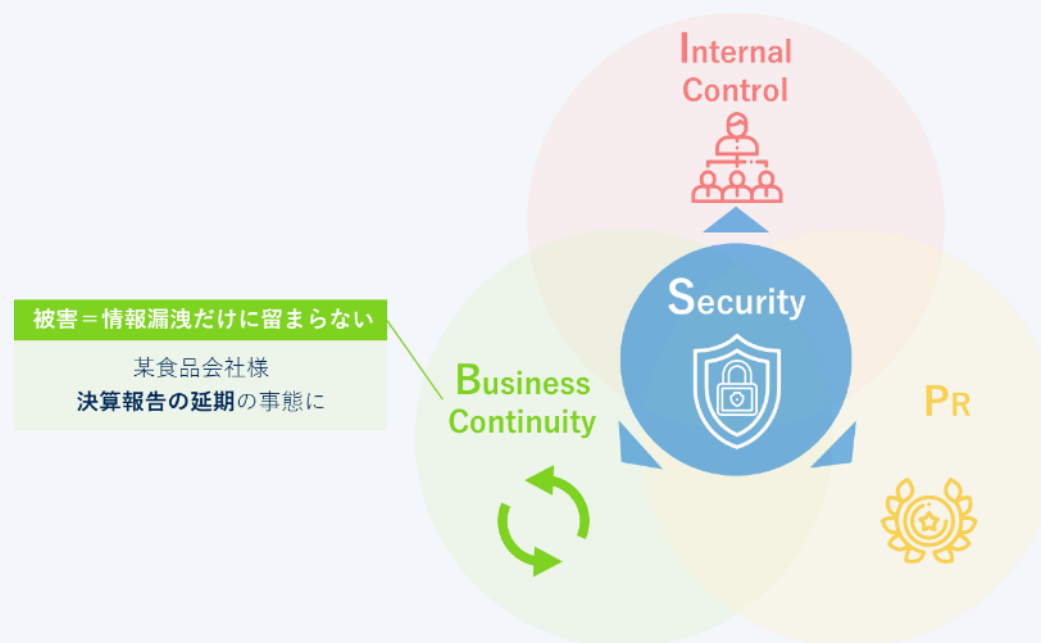 Internal
Control
Security
被害＝情報漏洩だけに留まらない
某食品会社様
決算報告の延期の事態に
Business
Continuity
PR